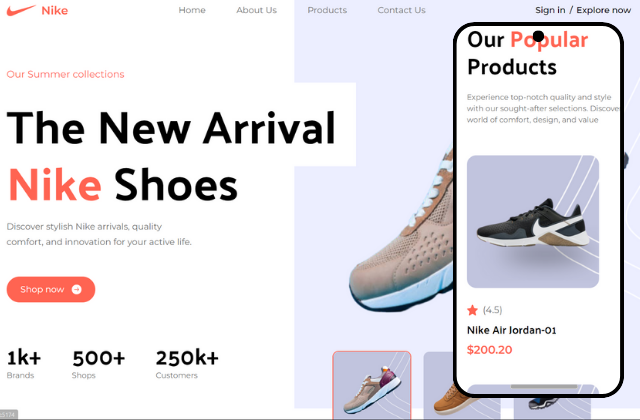 Nike
Home
About Us
Products
Contact Us
Sign in / Explore now
Our Summer collections
The New Arrival
Nike Shoes
Discover stylish Nike arrivals, quality
comfort, and innovation for your active life.
Shop now
1k+
Brands
500+
Shops
250k+
Customers
Our Popular
Products
Experience top-notch quality and style
with our sought-after selections. Discover
world of comfort, design, and value
(4.5)
Nike Air Jordan-01
$200.20